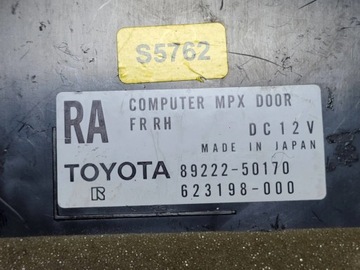 S5762
RA
COMPUTER MPX DOOR
FR RH
DC12V
MADE IN JAPAN
TOYOTA 89222-50170
R 623198-000